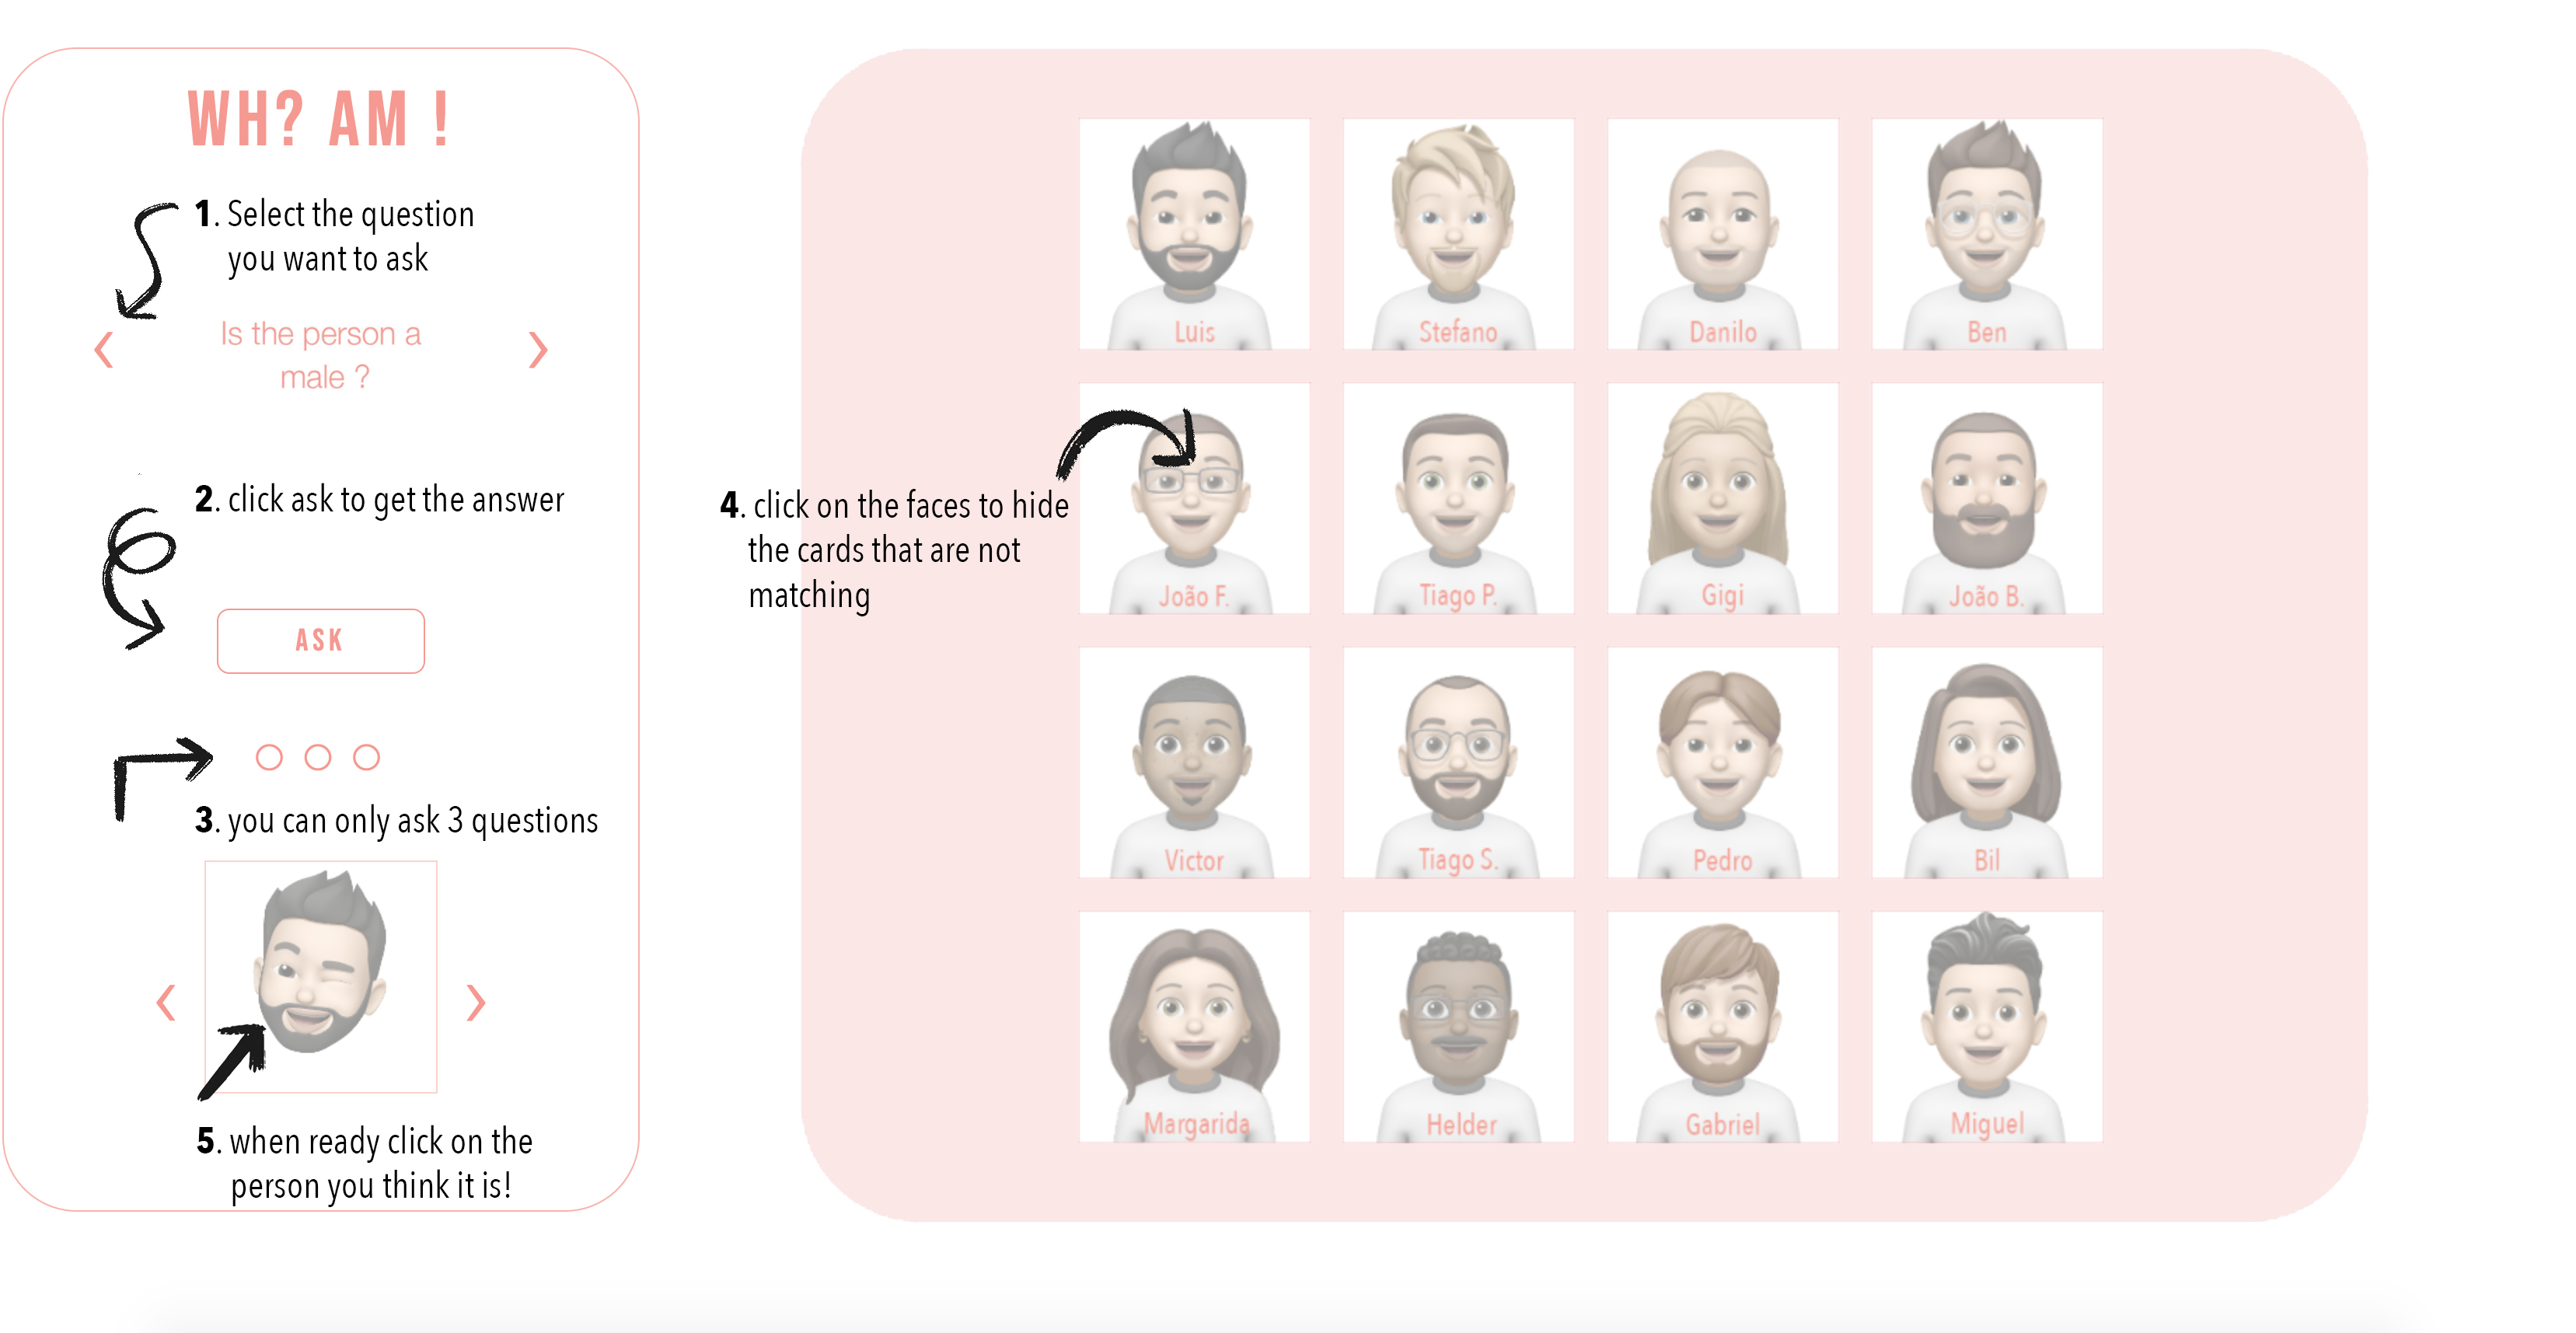 WH? AM !
1. Select the question
you want to ask
Is the person a
male ?
2. click ask to get the answer
ASK
3. you can only ask 3 questions
5. when ready click on the
person you think it is!
4. click on the faces to hide
the cards that are not
matching
Luis
Stefano
Danilo
Ben
João F.
Tiago P.
Gigi
João B.
Victor
Tiago S.
Pedro
Bil
Margarida
Helder
Gabriel
Miguel